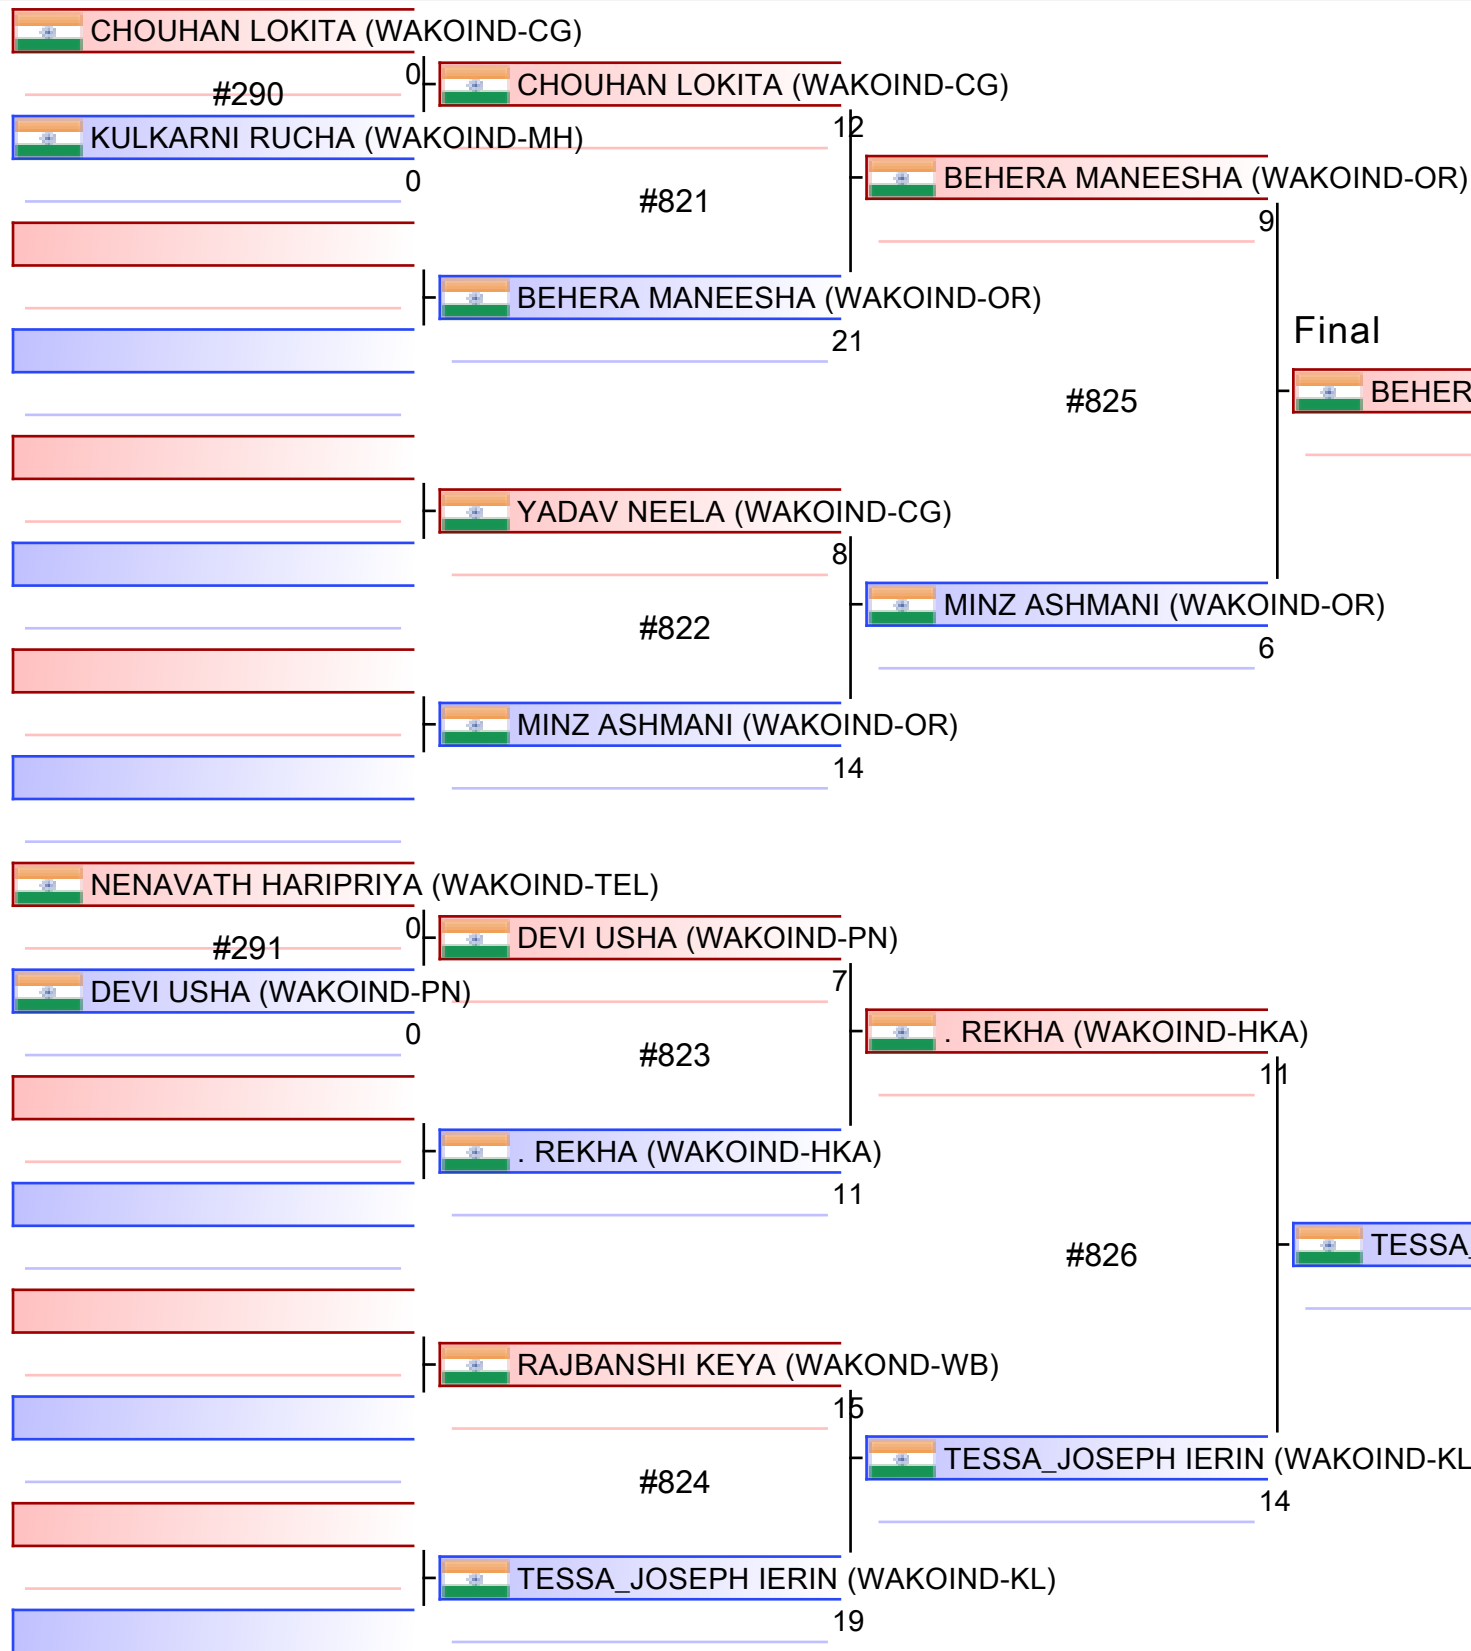 CHOUHAN LOKITA (WAKOIND-CG)
0
#290
KULKARNI RUCHA (WAKOIND-MH)
0
CHOUHAN LOKITA (WAKOIND-CG)
12
#821
BEHERA MANEESHA (WAKOIND-OR)
21
YADAV NEELA (WAKOIND-CG)
8
#822
MINZ ASHMANI (WAKOIND-OR)
14
BEHERA MANEESHA (WAKOIND-OR)
9
#825
MINZ ASHMANI (WAKOIND-OR)
6
Final
BEHER
NENAVATH HARIPRIYA (WAKOIND-TEL)
0
#291
DEVI USHA (WAKOIND-PN)
0
DEVI USHA (WAKOIND-PN)
7
#823
. REKHA (WAKOIND-HKA)
11
RAJBANSHI KEYA (WAKOND-WB)
15
#824
TESSA_JOSEPH IERIN (WAKOIND-KL)
19
. REKHA (WAKOIND-HKA)
11
#826
TESSA_JOSEPH IERIN (WAKOIND-KL
14
TESSA_